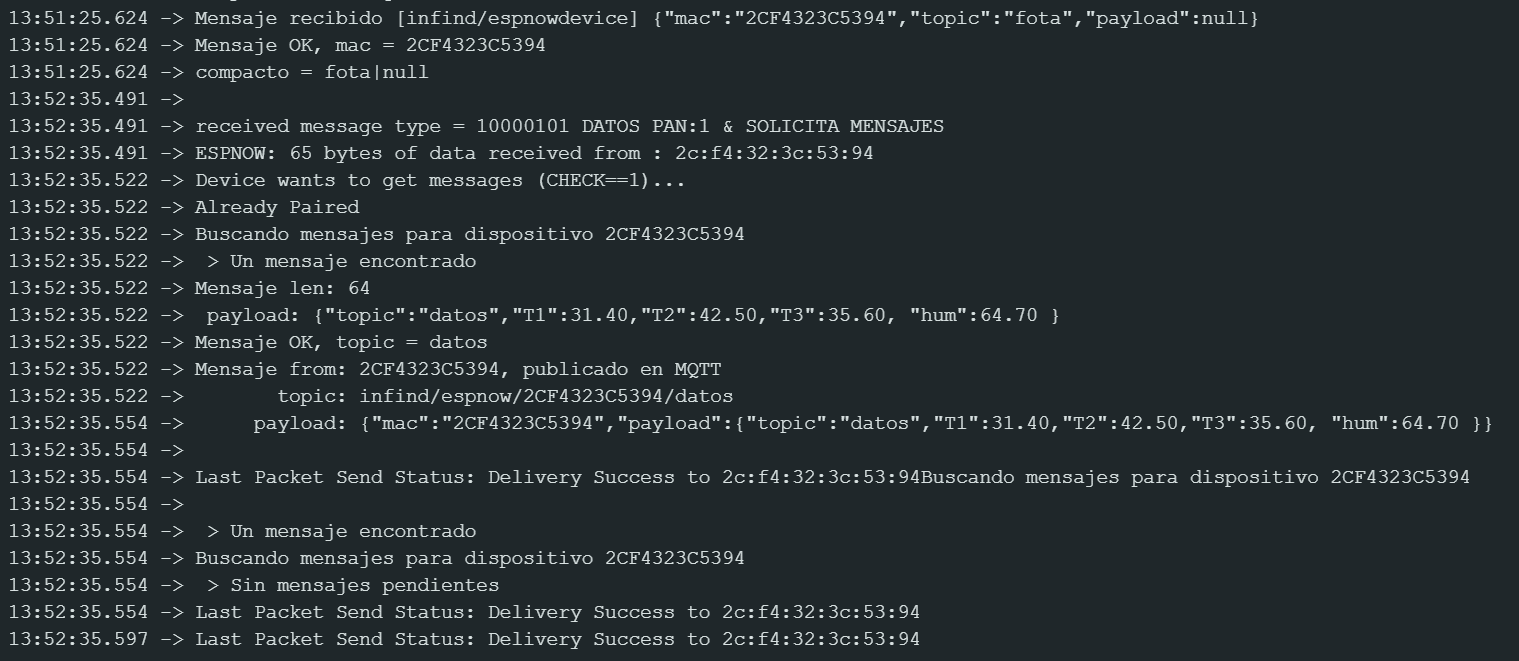 13:51:25.624 -> Mensaje recibido [infind/espnowdevice] {"mac":"2CF4323C5394","topic":"fota","payload":null}
13:51:25.624 -> Mensaje OK, mac = 2CF4323C5394
13:51:25.624 -> compacto = fota|null
13:52:35.491 ->
13:52:35.491 -> received message type = 10000101 DATOS PAN:1 & SOLICITA MENSAJES
13:52:35.491 -> ESPNOW: 65 bytes of data received from : 2c:f4:32:3c:53:94
13:52:35.522 -> Device wants to get messages (CHECK==1)...
13:52:35.522 -> Already Paired
13:52:35.522 -> Buscando mensajes para dispositivo 2CF4323C5394
13:52:35.522 ->  > Un mensaje encontrado
13:52:35.522 -> Mensaje len: 64
13:52:35.522 ->  payload: {"topic":"datos","T1":31.40,"T2":42.50,"T3":35.60, "hum":64.70 }
13:52:35.522 -> Mensaje OK, topic = datos
13:52:35.522 -> Mensaje from: 2CF4323C5394, publicado en MQTT
13:52:35.522 ->        topic: infind/espnow/2CF4323C5394/datos
13:52:35.554 ->      payload: {"mac":"2CF4323C5394","payload":{"topic":"datos","T1":31.40,"T2":42.50,"T3":35.60, "hum":64.70 }}
13:52:35.554 ->
13:52:35.554 -> Last Packet Send Status: Delivery Success to 2c:f4:32:3c:53:94Buscando mensajes para dispositivo 2CF4323C5394
13:52:35.554 ->
13:52:35.554 ->  > Un mensaje encontrado
13:52:35.554 -> Buscando mensajes para dispositivo 2CF4323C5394
13:52:35.554 ->  > Sin mensajes pendientes
13:52:35.554 -> Last Packet Send Status: Delivery Success to 2c:f4:32:3c:53:94
13:52:35.597 -> Last Packet Send Status: Delivery Success to 2c:f4:32:3c:53:94